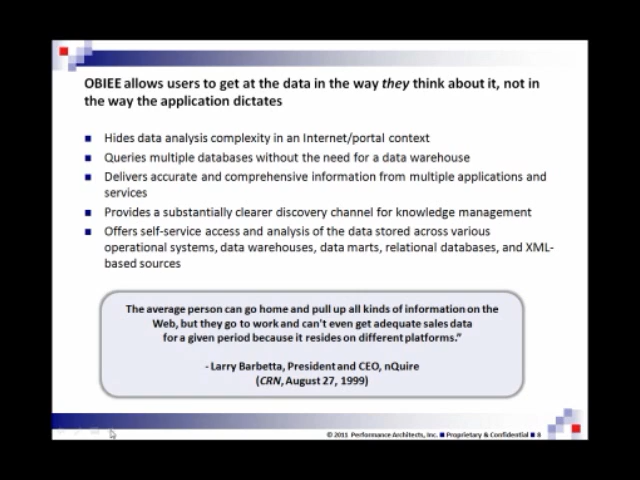 OBIEE allows users to get at the data in the way they think about it, not in
the way the application dictates
■ Hides data analysis complexity in an Internet/portal context
■ Queries multiple databases without the need for a data warehouse
■ Delivers accurate and comprehensive information from multiple applications and
services
■ Provides a substantially clearer discovery channel for knowledge management
■ Offers self-service access and analysis of the data stored across various
operational systems, data warehouses, data marts, relational databases, and XML-
based sources
The average person can go home and pull up all kinds of information on the
Web, but they go to work and can't even get adequate sales data
for a given period because it resides on different platforms.”
- Larry Barbetta, President and CEO, nQuire
(CRN, August 27, 1999)
© 2011 Performance Architects, Inc. ■ Proprietary & Confidential ■ 8